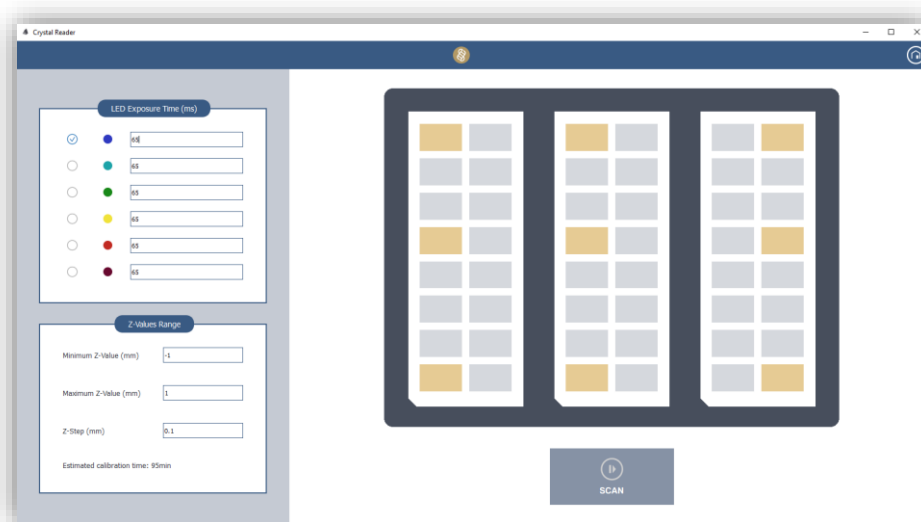 Crystal Reader
LED Exposure Time (ms)
65
65
65
65
65
65
Z-Values Range
Minimum Z-Value (mm) -1
Maximum Z-Value (mm) 1
Z-Step (mm) 0.1
Estimated calibration time: 95min
SCAN